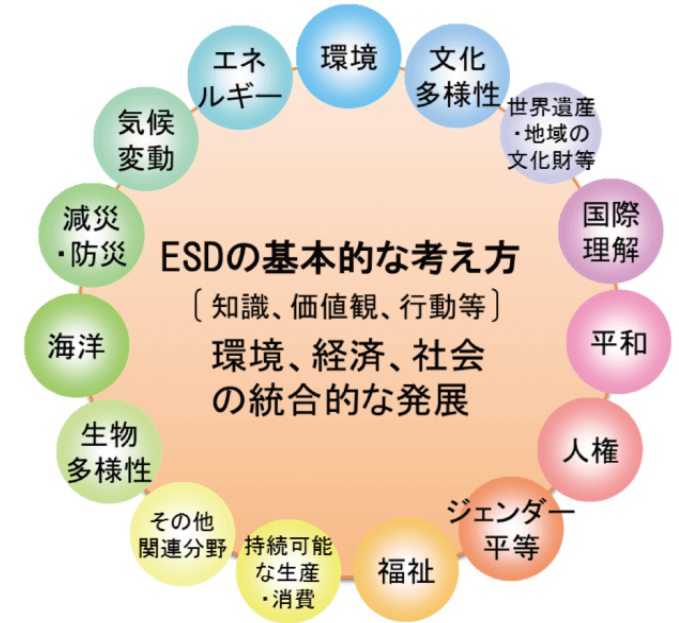 環境
文化
多様性
世界遺産
・地域の
文化財等
国際
理解
平和
人権
ジェンダー
平等
福祉
持続可能
な生産
・消費
その他
関連分野
生物
多様性
海洋
減災
・防災
気候
変動
エネ
ルギー
ESDの基本的な考え方
〔知識、価値観、行動等〕
環境、経済、社会
の統合的な発展